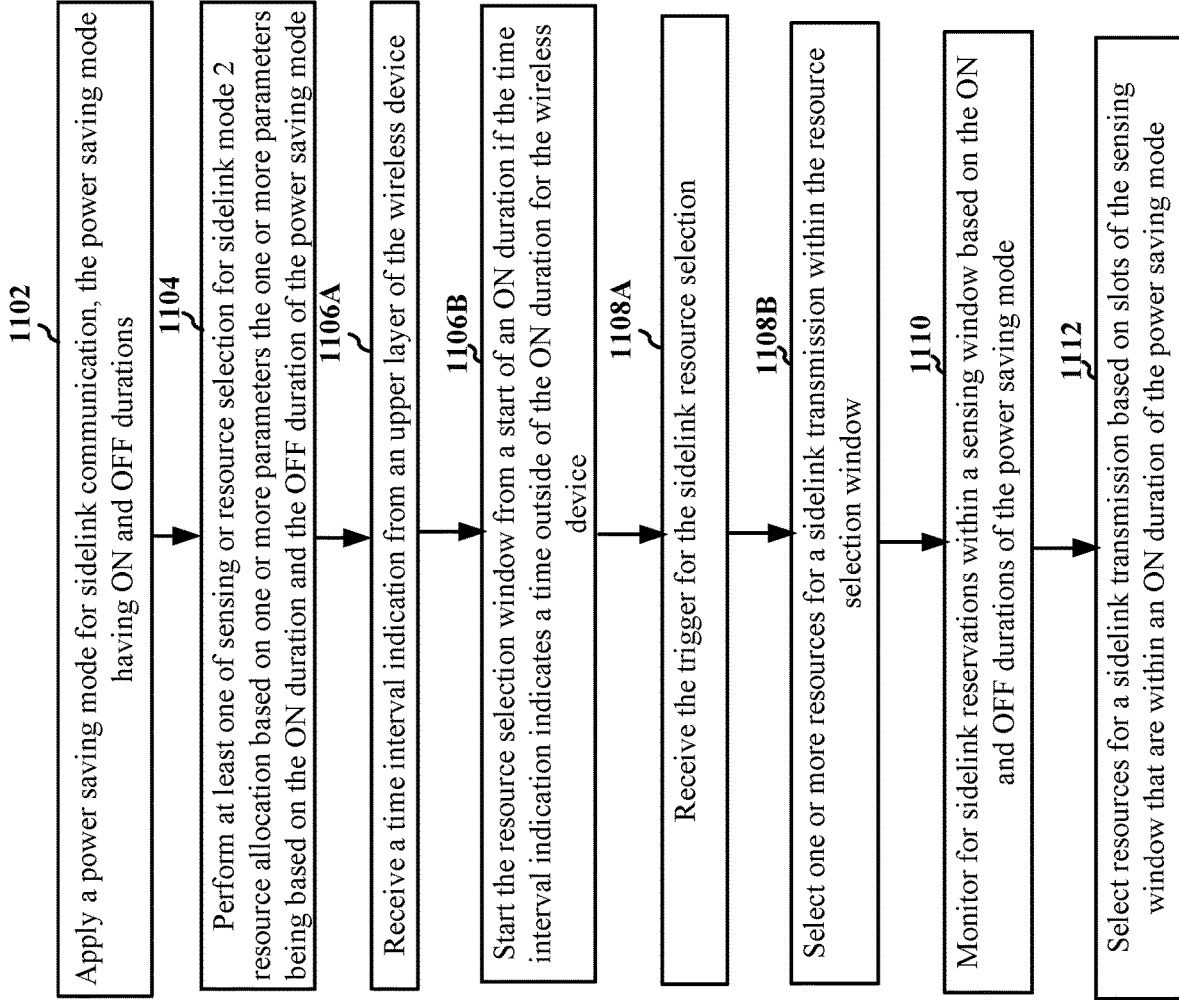 1102
Apply a power saving mode for sidelink communication, the power saving mode
having ON and OFF durations
1104
Perform at least one of sensing or resource selection for sidelink mode 2
resource allocation based on one or more parameters the one or more parameters
being based on the ON duration and the OFF duration of the power saving mode
1106A
Receive a time interval indication from an upper layer of the wireless device
1106B
Start the resource selection window from a start of an ON duration if the time
interval indication indicates a time outside of the ON duration for the wireless
device
1108A
Receive the trigger for the sidelink resource selection
1108B
Select one or more resources for a sidelink transmission within the resource
selection window
1110
Monitor for sidelink reservations within a sensing window based on the ON
and OFF durations of the power saving mode
1112
Select resources for a sidelink transmission based on slots of the sensing
window that are within an ON duration of the power saving mode